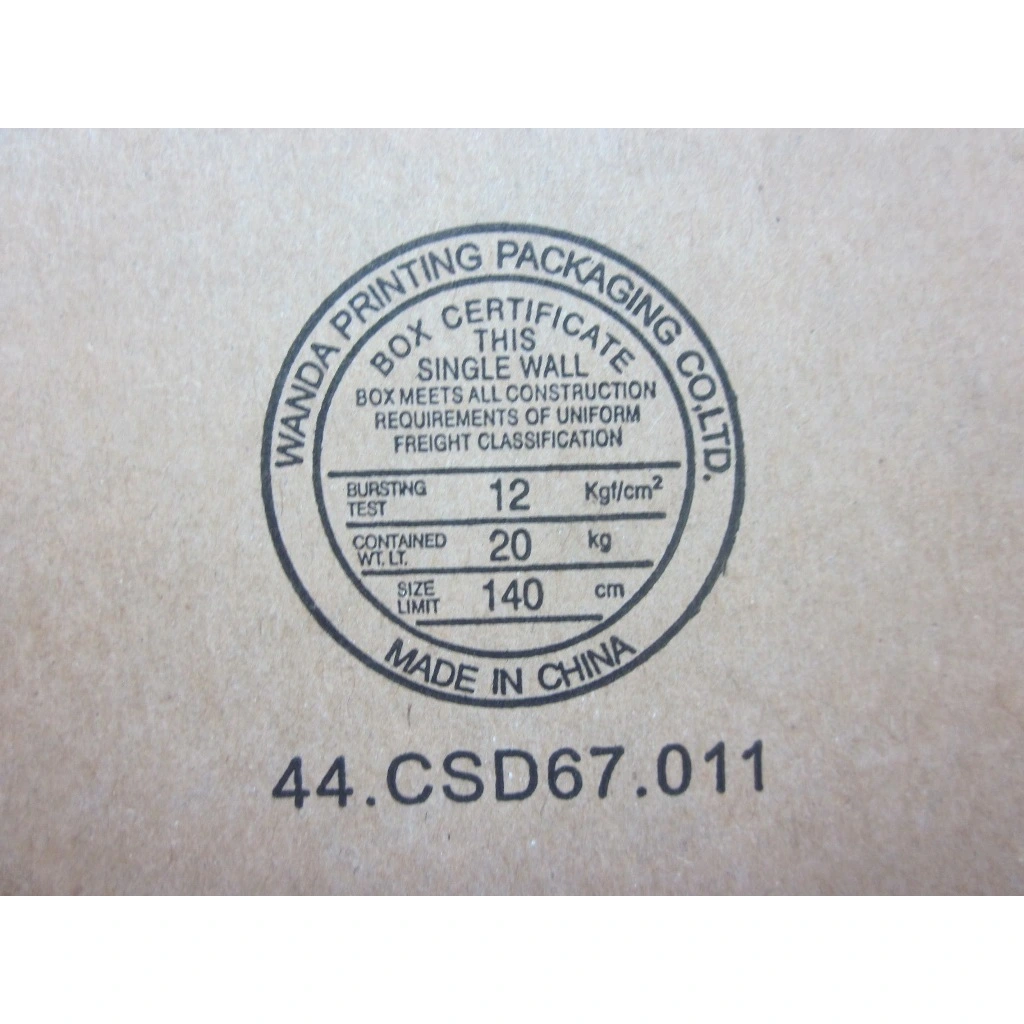 WANDA PRINTING PACKAGING CO,LTD.
BOX CERTIFICATE
THIS
SINGLE WALL
BOX MEETS ALL CONSTRUCTION
REQUIREMENTS OF UNIFORM
FREIGHT CLASSIFICATION
BURSTING TEST 12 Kgf/cm²
CONTAINED WT. LT. 20 kg
SIZE LIMIT 140 cm
MADE IN CHINA
44.CSD67.011